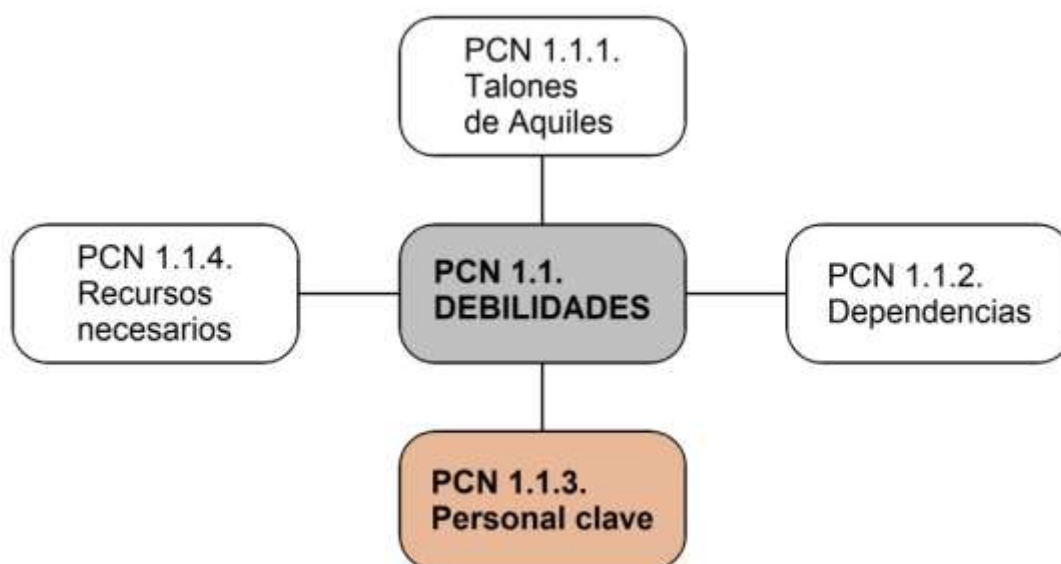 PCN 1.1.1.
Talones
de Aquiles
PCN 1.1.4.
Recursos
necesarios
PCN 1.1.
DEBILIDADES
PCN 1.1.2.
Dependencias
PCN 1.1.3.
Personal clave